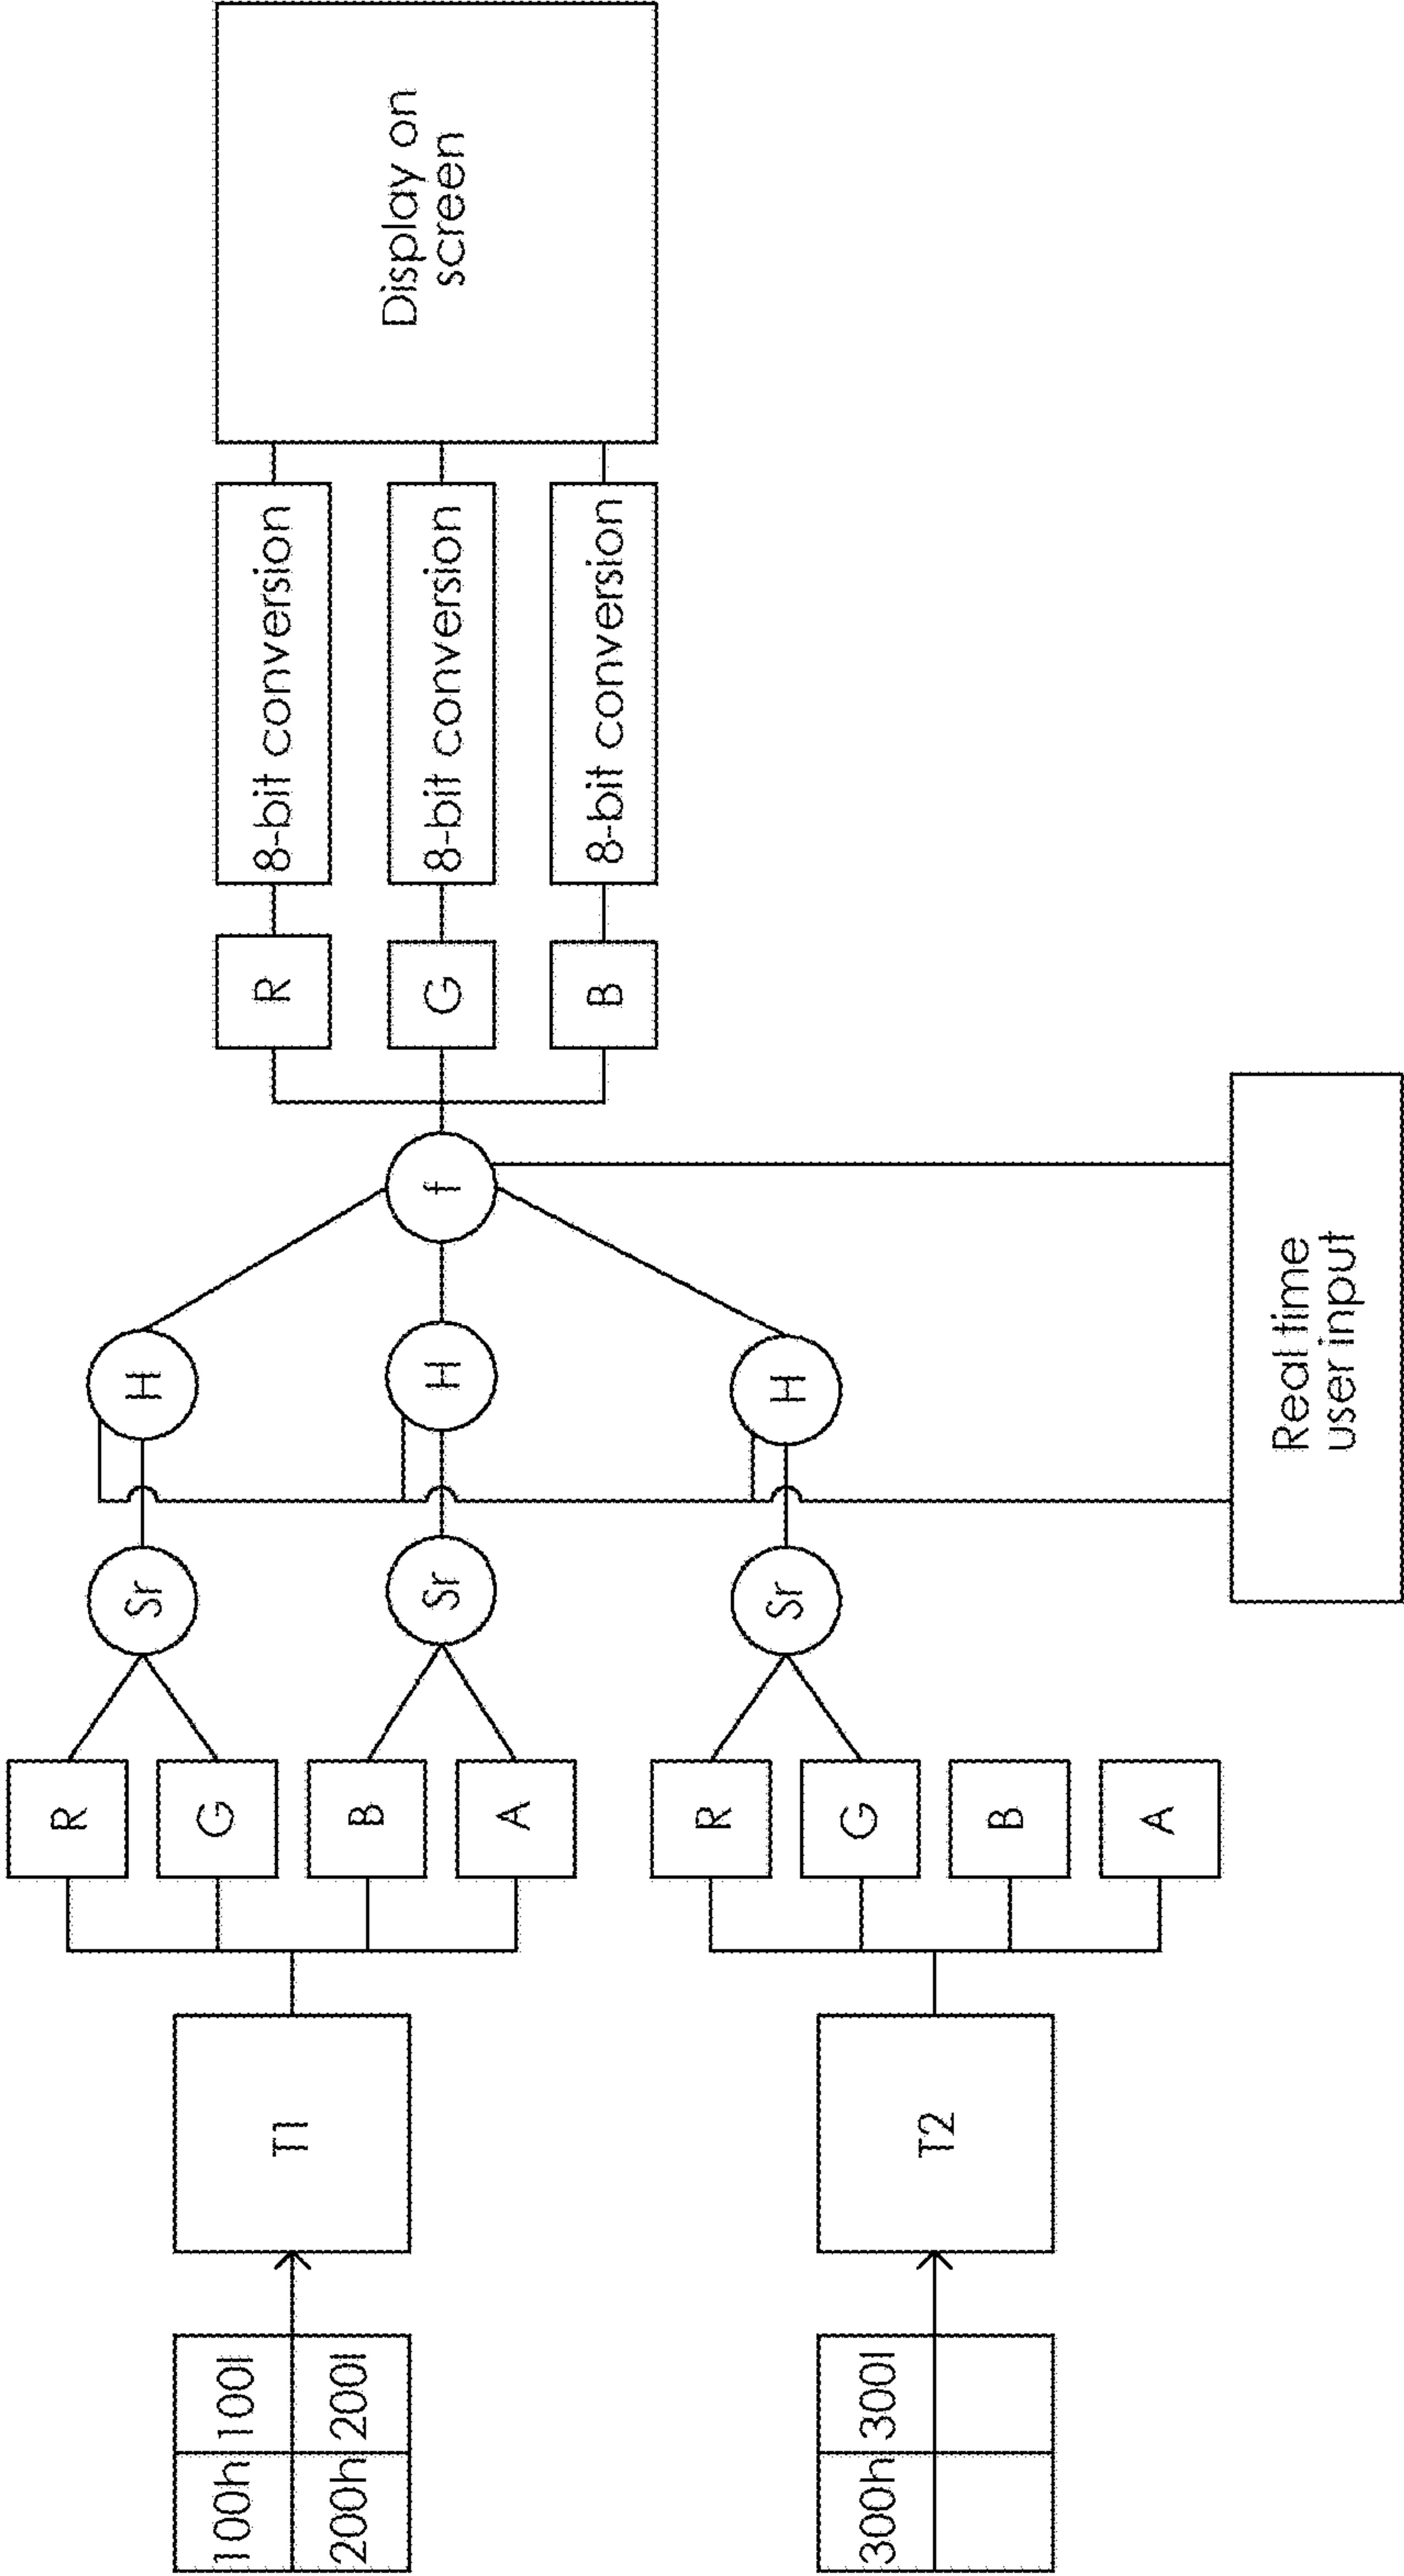 100h 100l
200h 200l
T1
R
G
B
A
Sr
Sr
H
H
300h 300l
T2
R
G
B
A
Sr
H
f
Real time
user input
R
G
B
8-bit conversion
8-bit conversion
8-bit conversion
Display on
screen